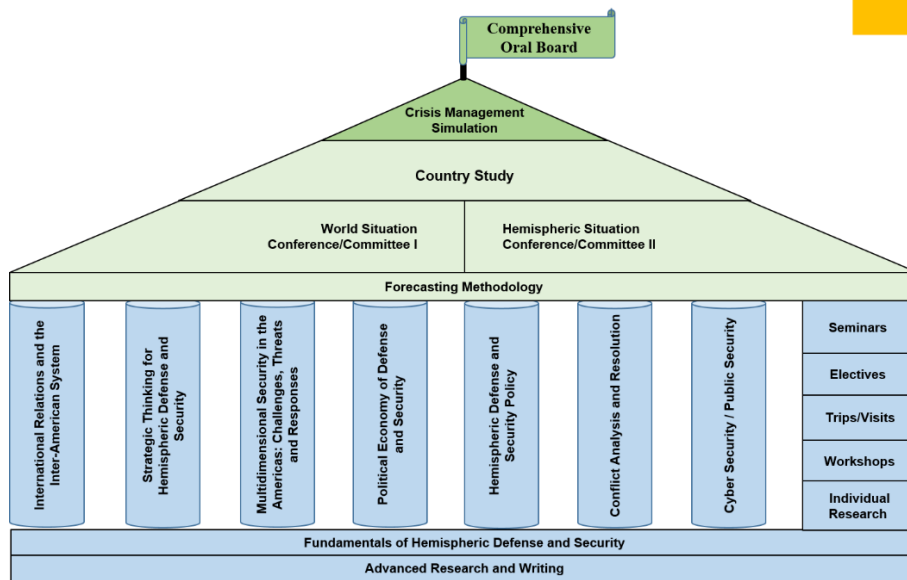 Comprehensive
Oral Board
Crisis Management
Simulation
Country Study
World Situation
Conference/Committee I
Hemispheric Situation
Conference/Committee II
Forecasting Methodology
International Relations and the
Inter-American System
Strategic Thinking for
Hemispheric Defense and
Security
Multidimensional Security in the
Americas: Challenges, Threats
and Responses
Political Economy of Defense
and Security
Hemispheric Defense and
Security Policy
Conflict Analysis and Resolution
Cyber Security / Public Security
Seminars
Electives
Trips/Visits
Workshops
Individual
Research
Fundamentals of Hemispheric Defense and Security
Advanced Research and Writing